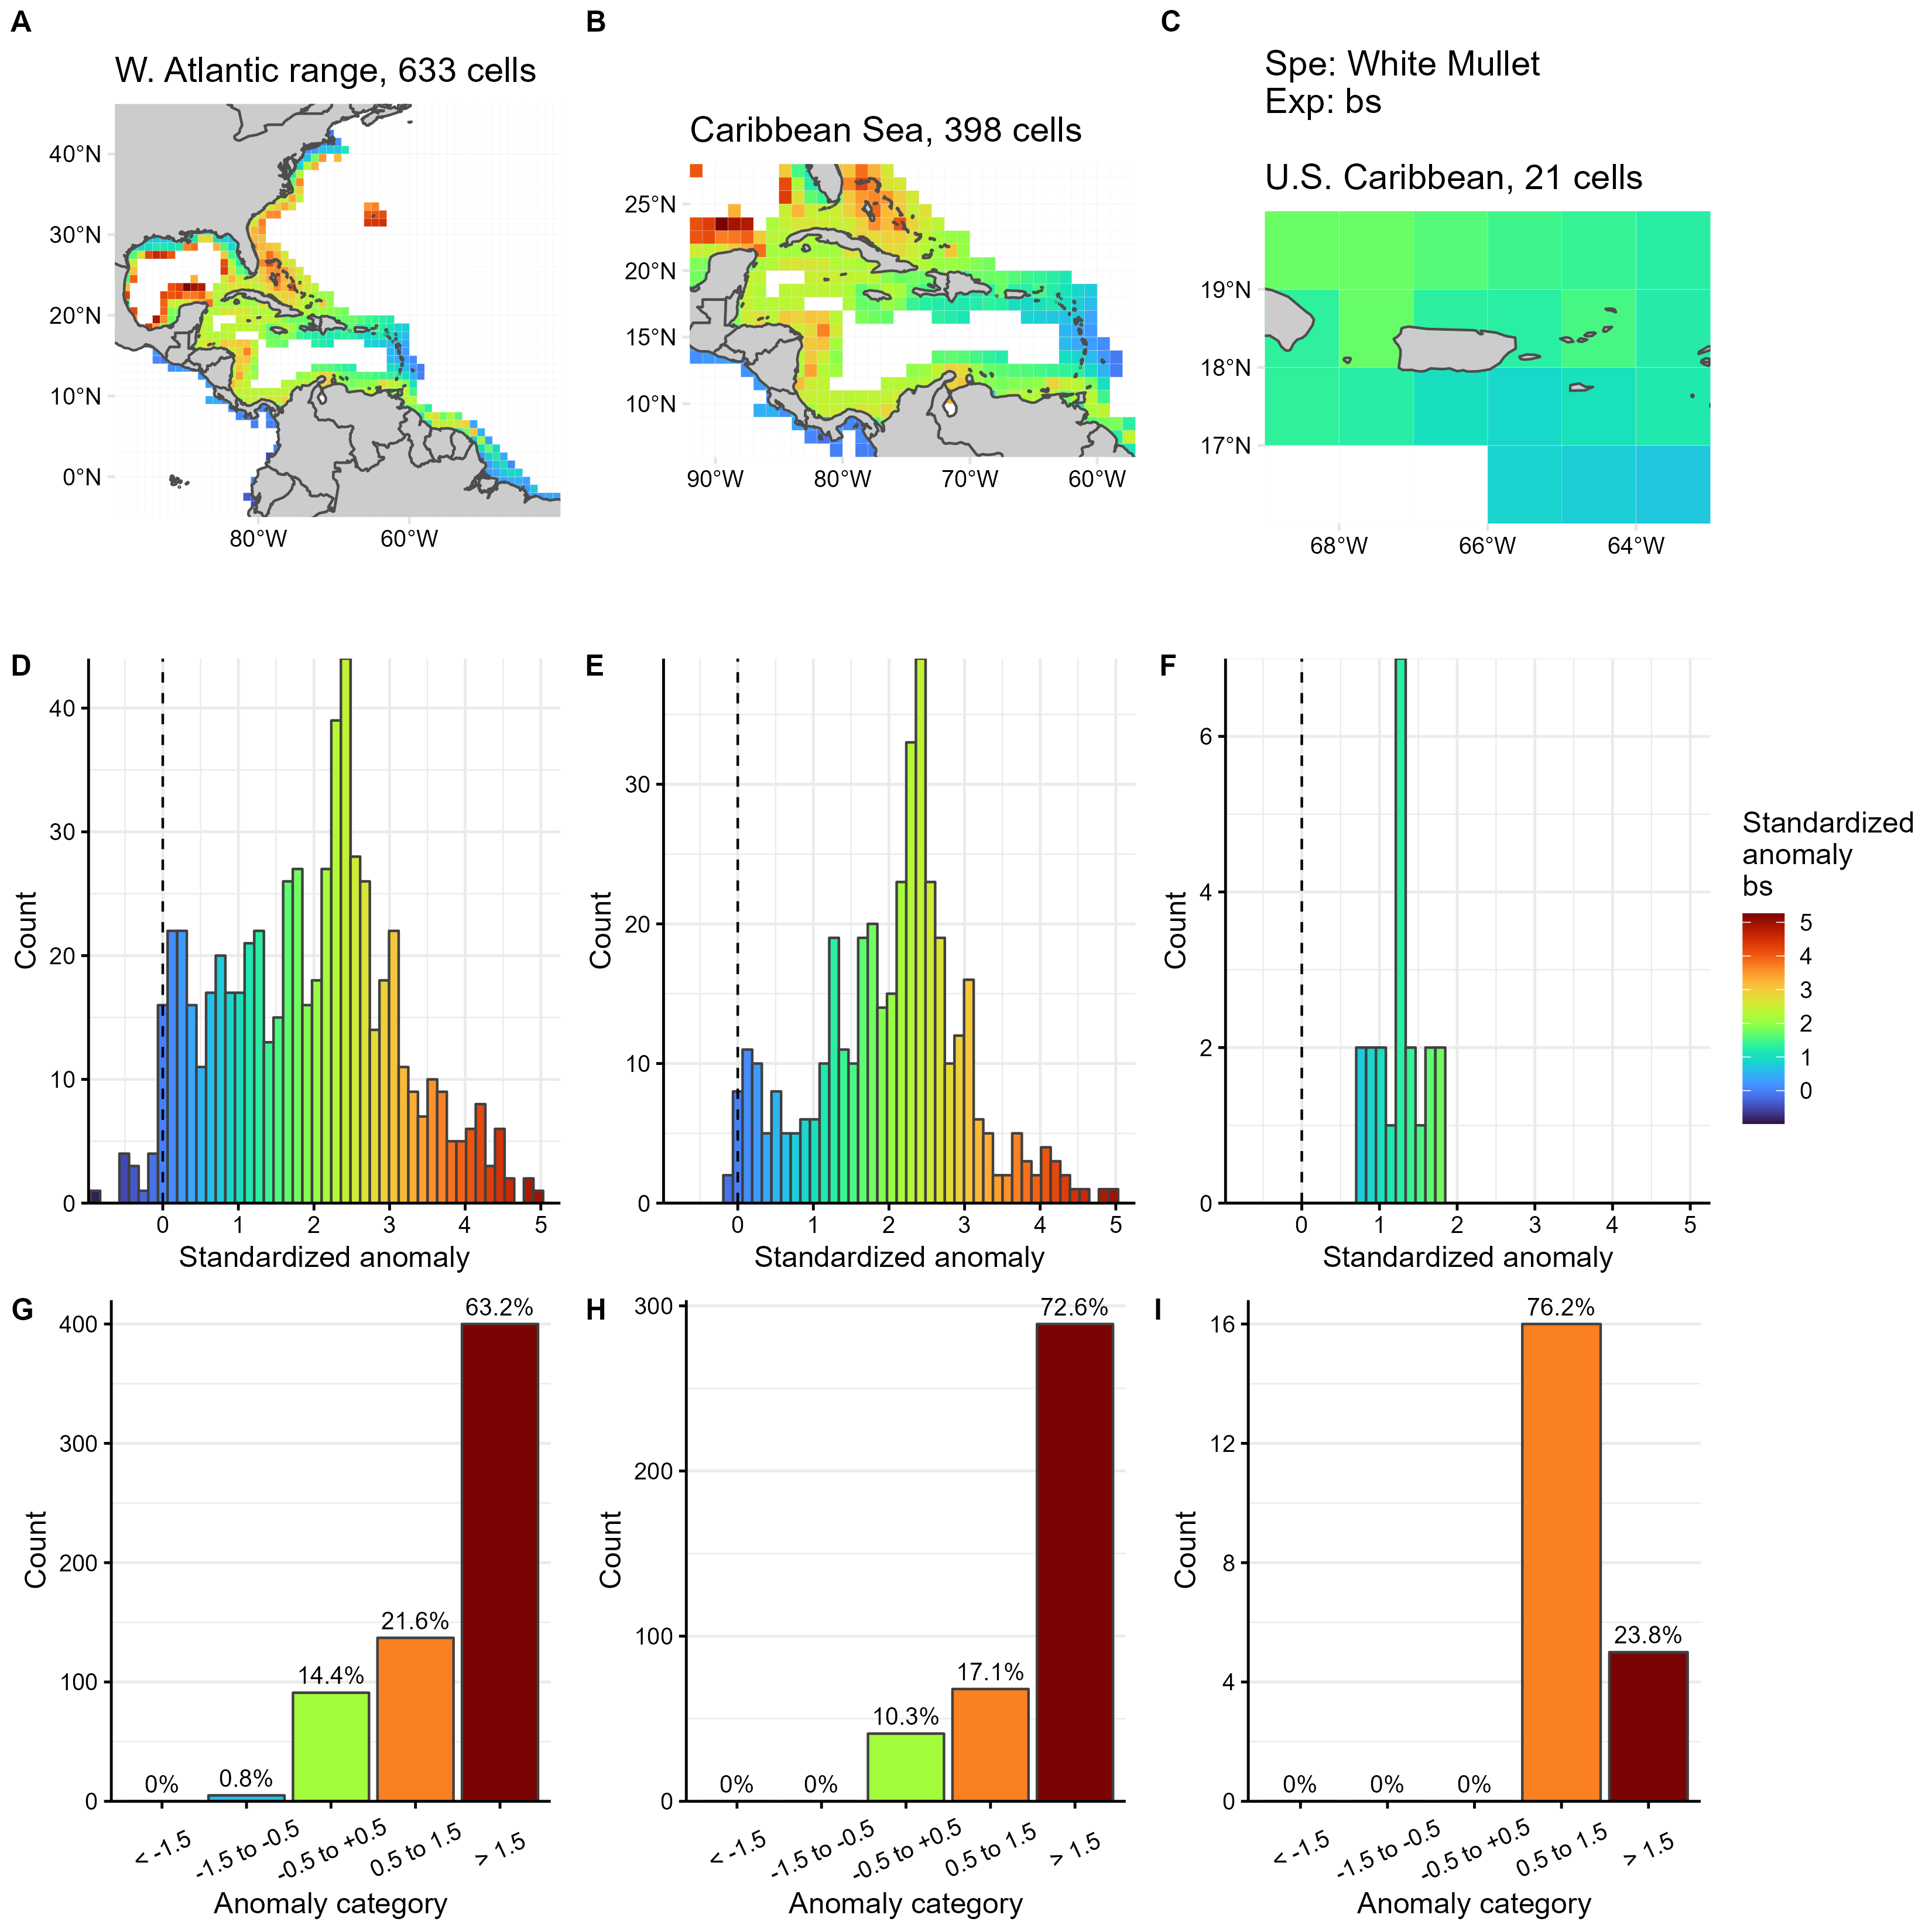 A
B
C
W. Atlantic range, 633 cells
Caribbean Sea, 398 cells
Spe: White Mullet
Exp: bs
U.S. Caribbean, 21 cells
40°N
30°N
20°N
10°N
0°N
80°W
60°W
25°N
20°N
15°N
10°N
90°W
80°W
70°W
60°W
19°N
18°N
17°N
68°W
66°W
64°W
D
Count
40
30
20
10
0
0
1
2
3
4
5
Standardized anomaly
E
Count
30
20
10
0
0
1
2
3
4
5
Standardized anomaly
F
Count
6
4
2
0
0
1
2
3
4
5
Standardized anomaly
Standardized
anomaly
bs
5
4
3
2
1
0
G
Count
400
300
200
100
0
0%
0.8%
14.4%
21.6%
63.2%
< -1.5
-1.5 to -0.5
-0.5 to +0.5
0.5 to 1.5
> 1.5
Anomaly category
H
Count
300
200
100
0
0%
0%
10.3%
17.1%
72.6%
< -1.5
-1.5 to -0.5
-0.5 to +0.5
0.5 to 1.5
> 1.5
Anomaly category
I
Count
16
12
8
4
0
0%
0%
0%
76.2%
23.8%
< -1.5
-1.5 to -0.5
-0.5 to +0.5
0.5 to 1.5
> 1.5
Anomaly category